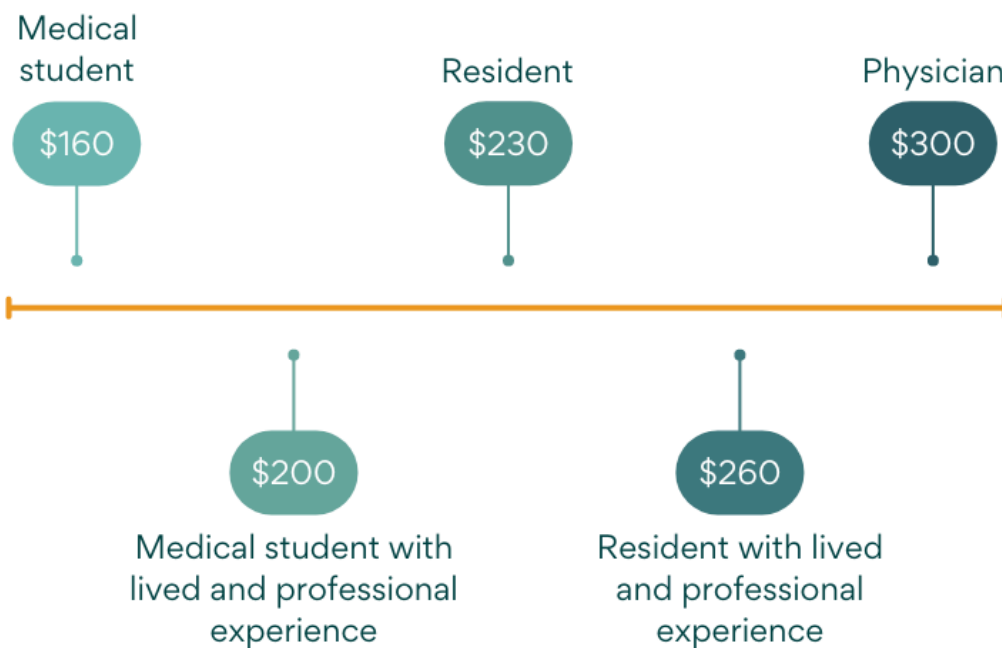 Medical
student
$160
Resident
$230
Physician
$300
$200
Medical student with
lived and professional
experience
$260
Resident with lived
and professional
experience